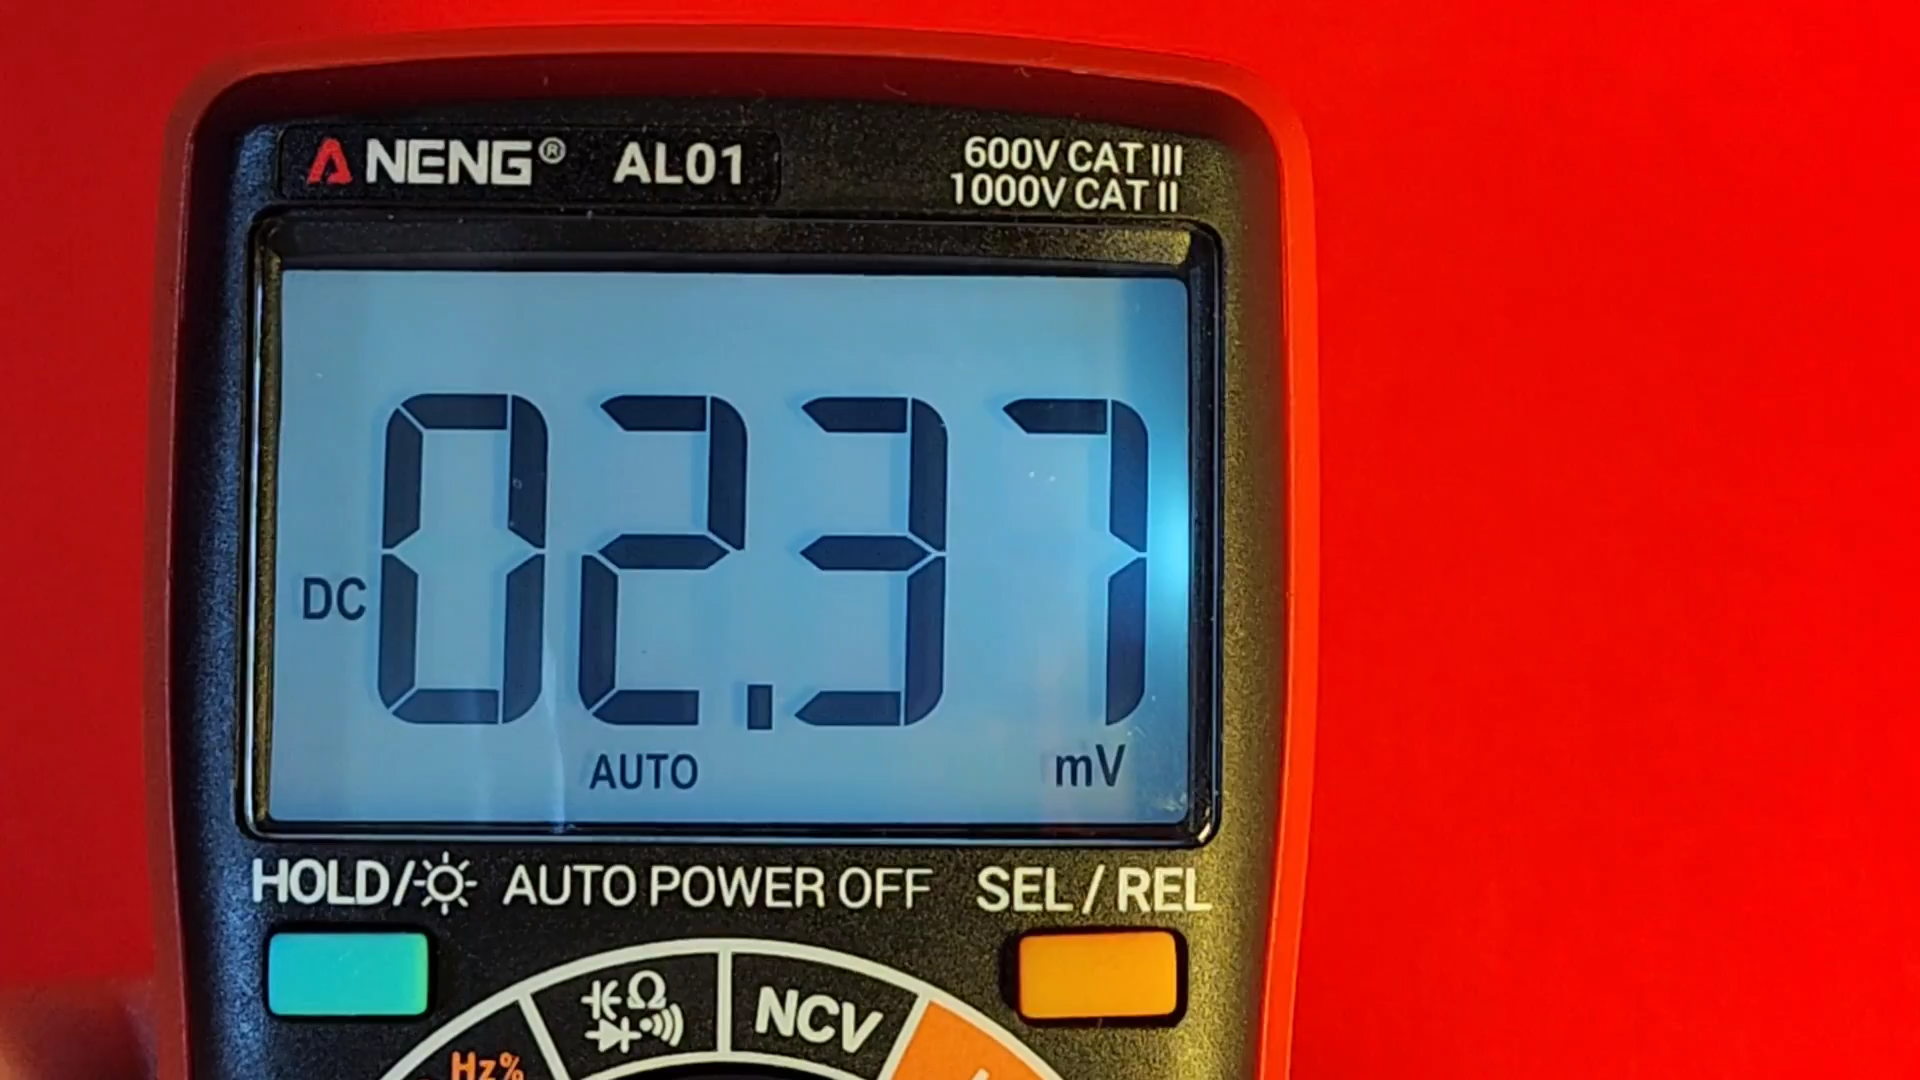 ANENG® AL01
600V CAT III
1000V CAT II
DC 02.37
AUTO mV
HOLD/ AUTO POWER OFF SEL / REL
Ω NCV
Hz%